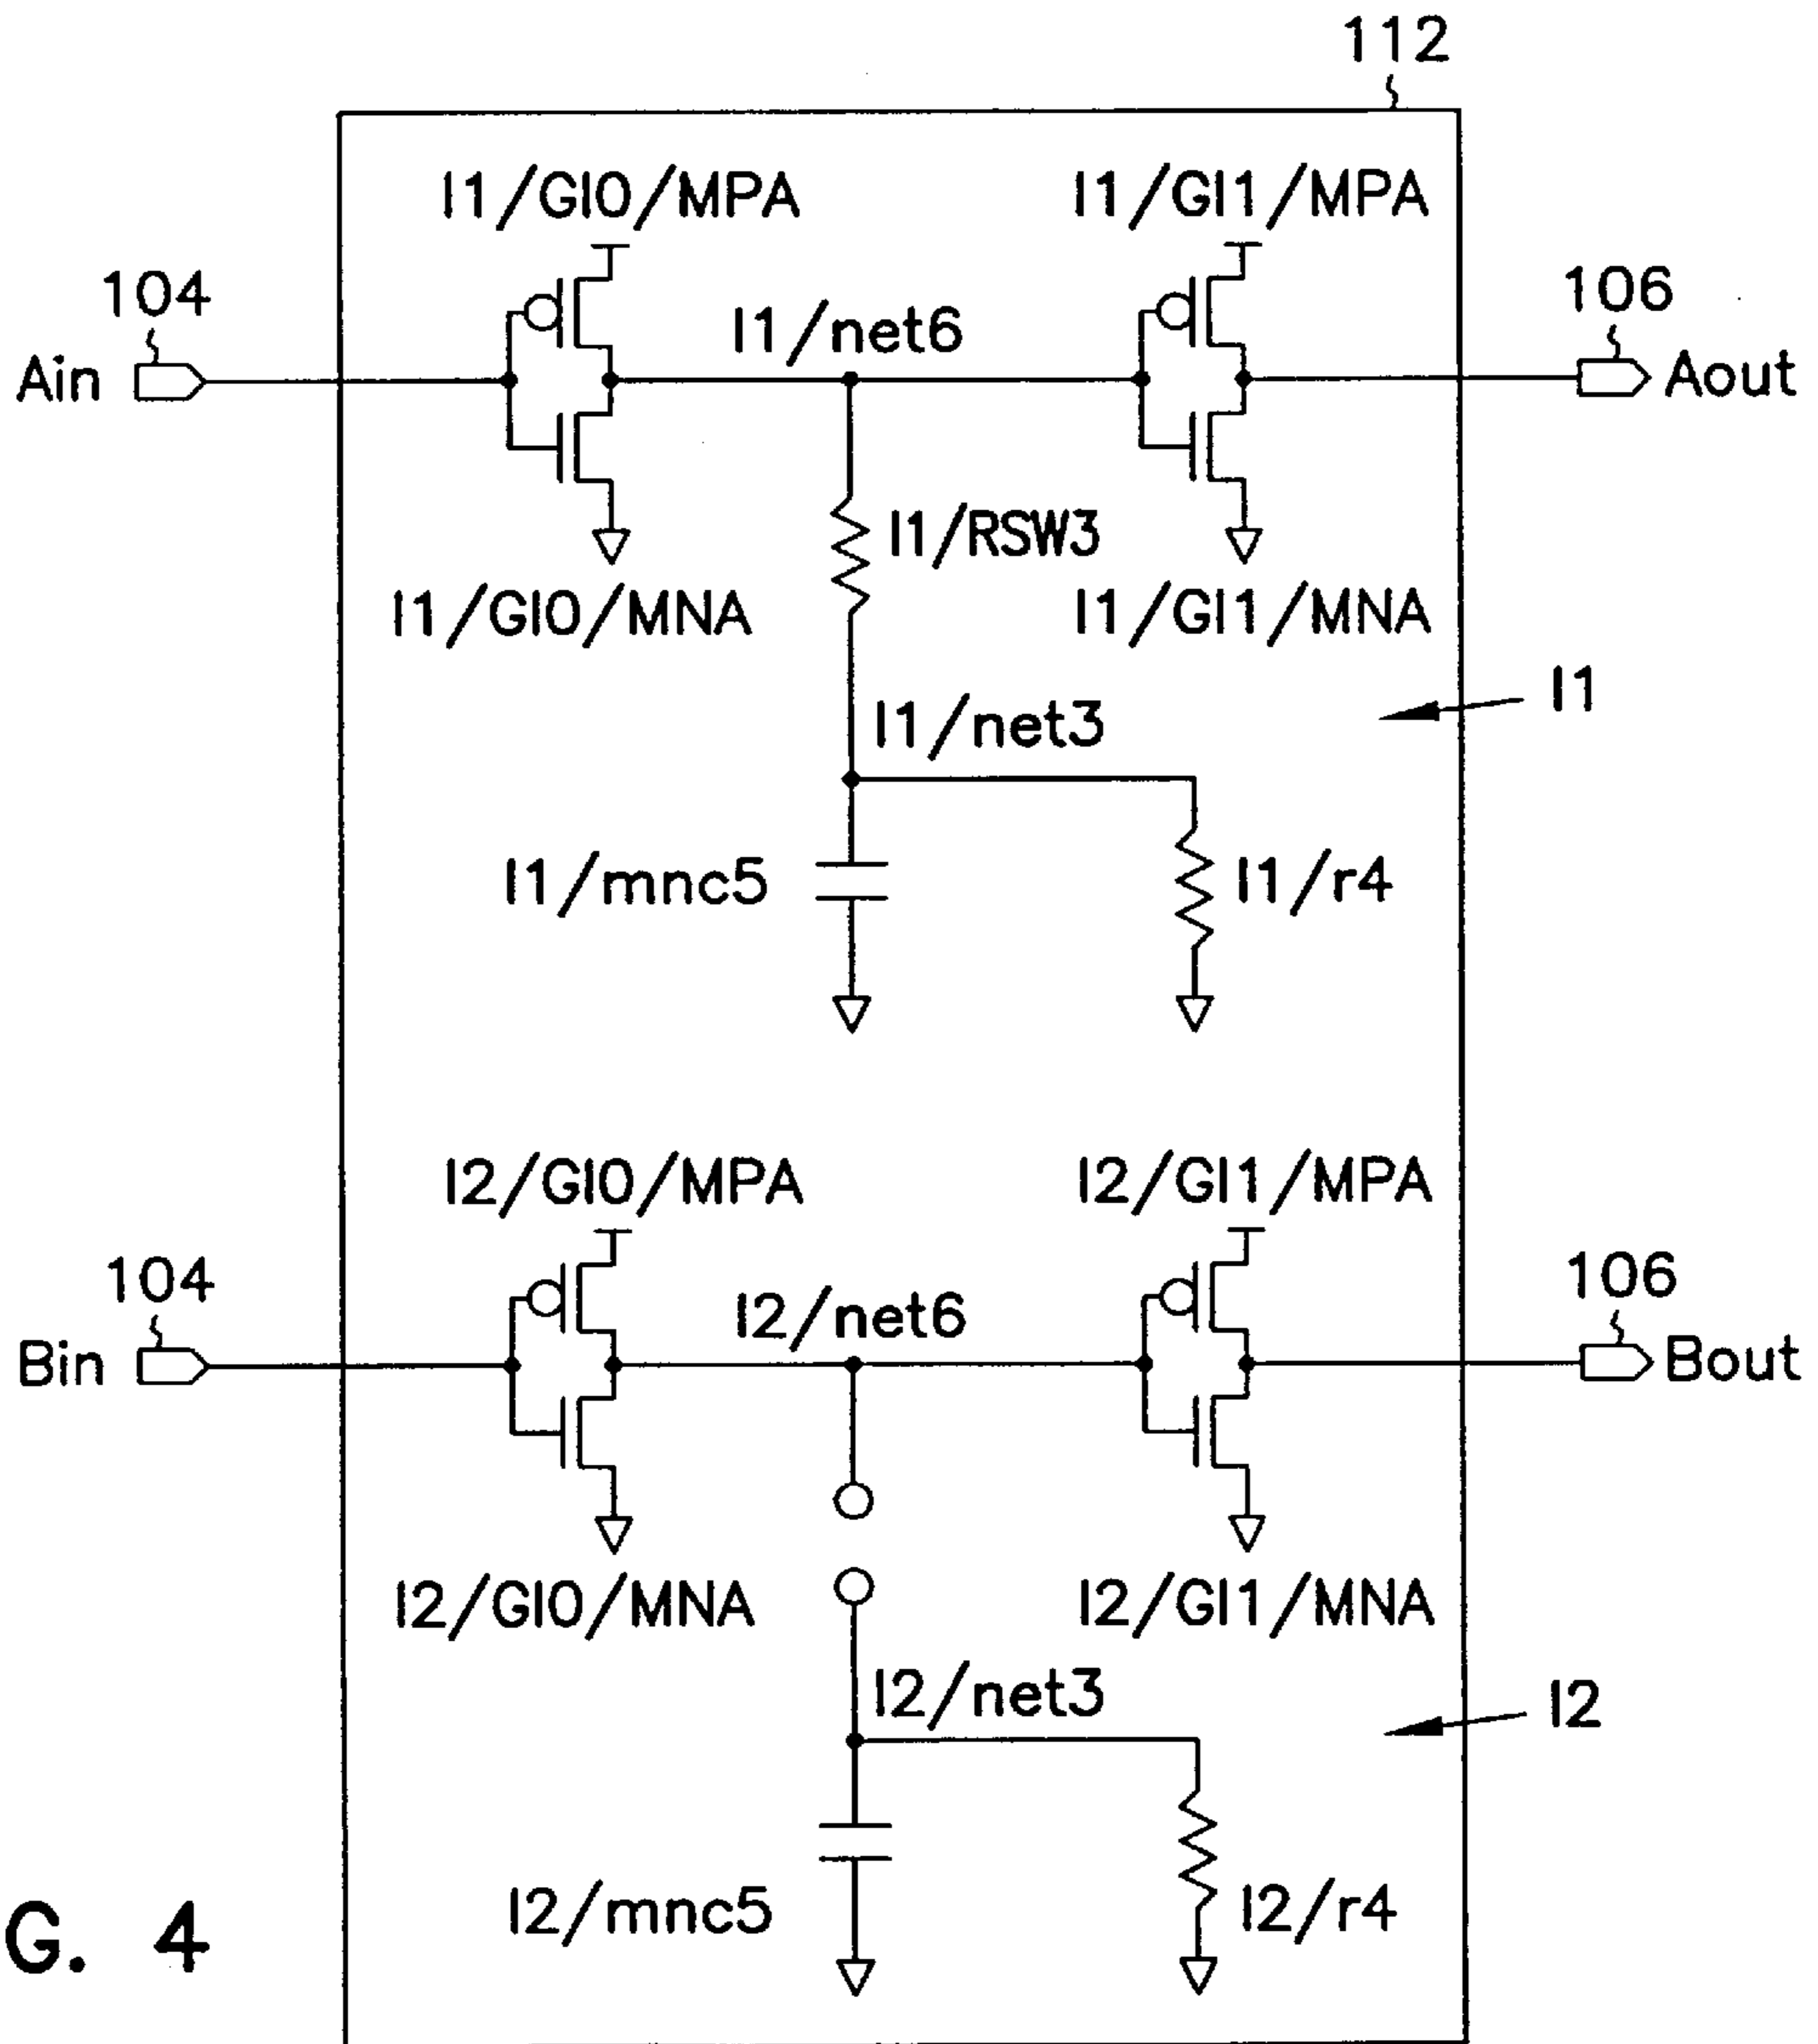 112
I1/GI0/MPA
I1/GI1/MPA
104
I1/net6
106
Ain
Aout
I1/RSW3
I1/GI0/MNA
I1/GI1/MNA
I1
I1/net3
I1/mnc5
I1/r4
I2/GI0/MPA
I2/GI1/MPA
104
I2/net6
106
Bin
Bout
I2/GI0/MNA
I2/GI1/MNA
I2/net3
I2
I2/mnc5
I2/r4
G. 4